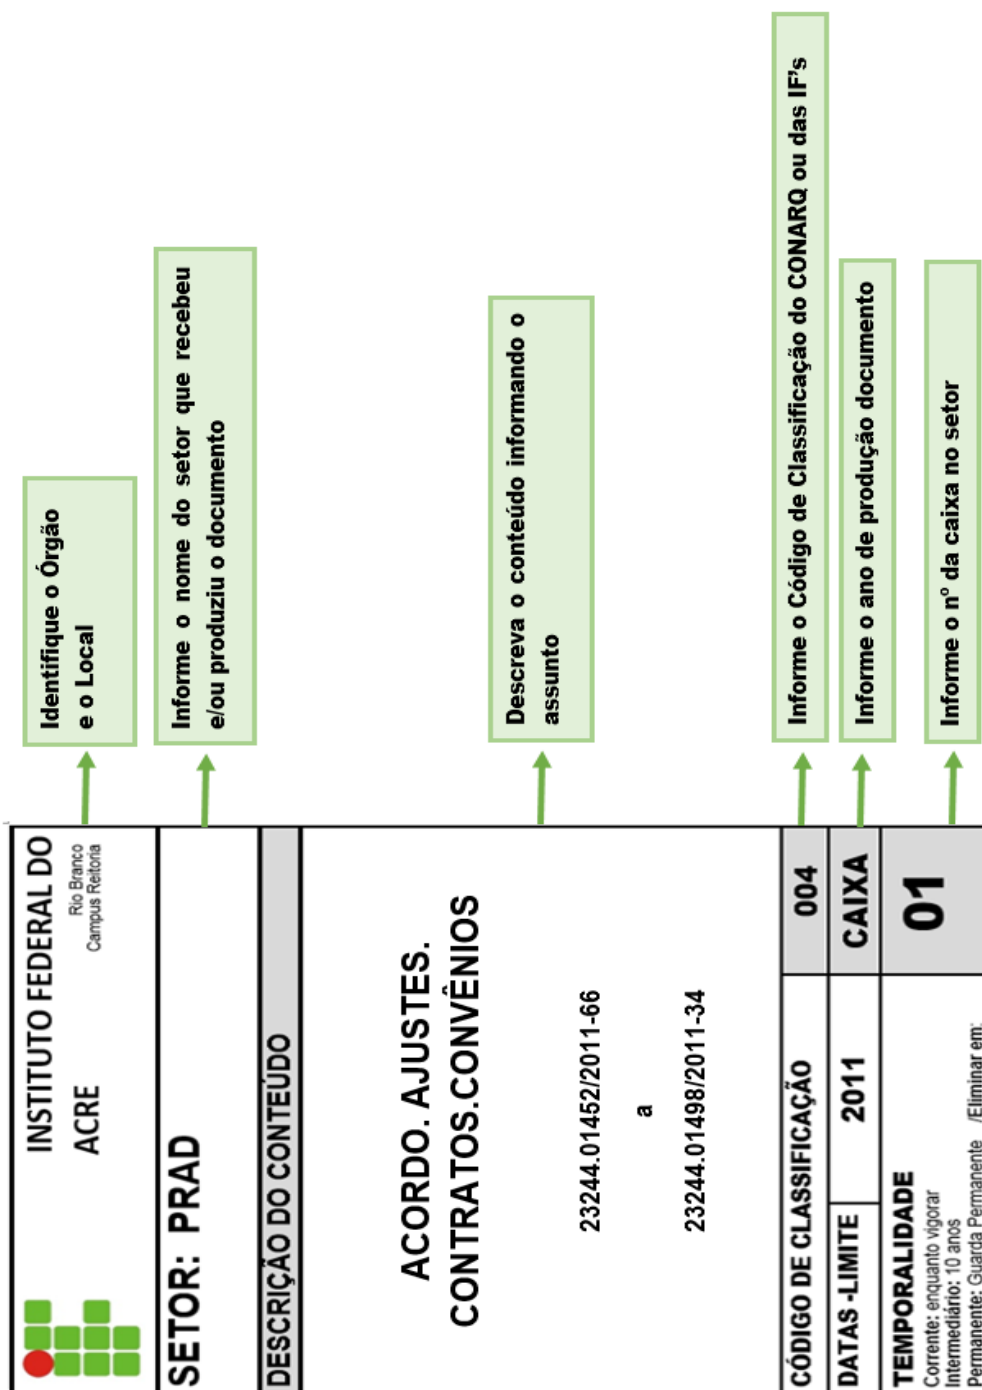 INSTITUTO FEDERAL DO
ACRE
Rio Branco
Campus Reitoria
Identifique o Órgão
e o Local
SETOR: PRAD
Informe o nome do setor que recebeu
e/ou produziu o documento
DESCRIÇÃO DO CONTEÚDO
ACORDO. AJUSTES.
CONTRATOS.CONVÊNIOS
23244.01452/2011-66
a
23244.01498/2011-34
Descreva o conteúdo informando o
assunto
CÓDIGO DE CLASSIFICAÇÃO 004
Informe o Código de Classificação do CONARQ ou das IF's
DATAS -LIMITE 2011 CAIXA
Informe o ano de produção documento
TEMPORALIDADE
Corrente: enquanto vigorar
Intermediário: 10 anos
Permanente: Guarda Permanente /Eliminar em:
01
Informe o nº da caixa no setor